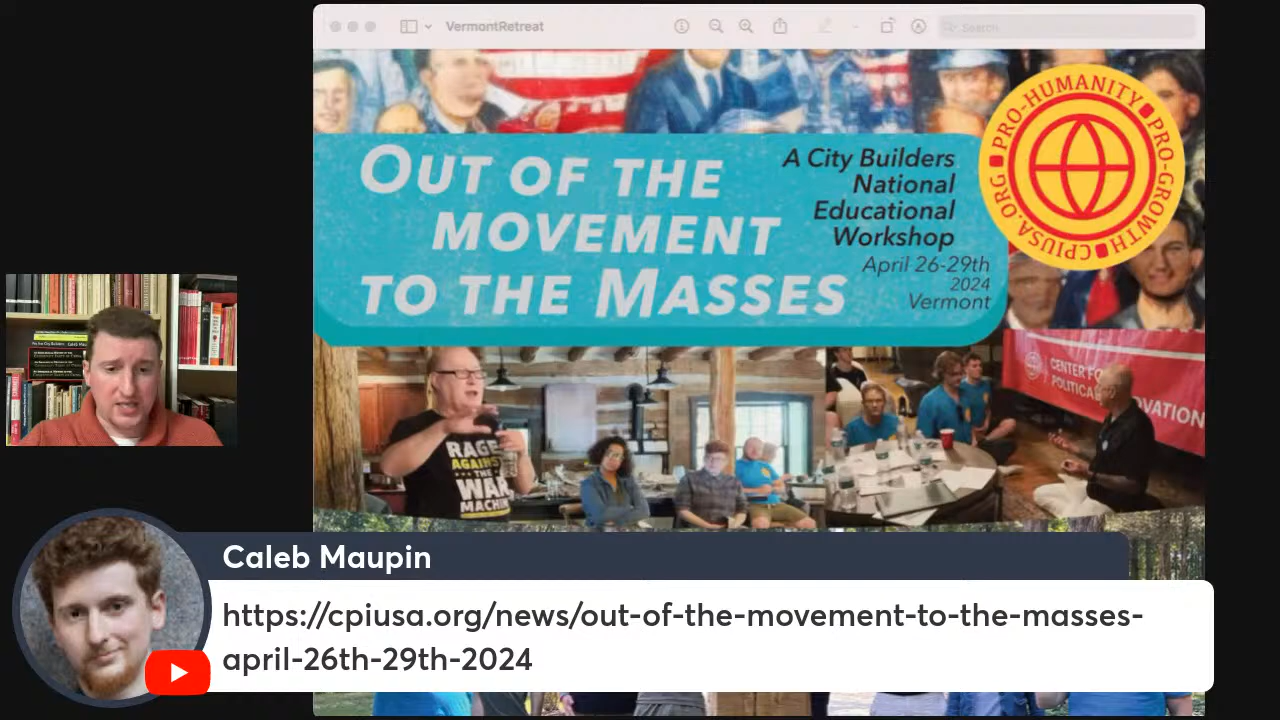 VermontRetreat
Search
OUT OF THE
MOVEMENT
TO THE MASSES
A City Builders
National
Educational
Workshop
April 26-29th
2024
Vermont
PRO-HUMANITY
PRO-GROWTH
CPIUSA.ORG
RAGE
AGAINST
THE
WAR
MACHINE
CENTER FOR
POLITICAL
OVATION
Caleb Maupin
https://cpiusa.org/news/out-of-the-movement-to-the-masses-
april-26th-29th-2024